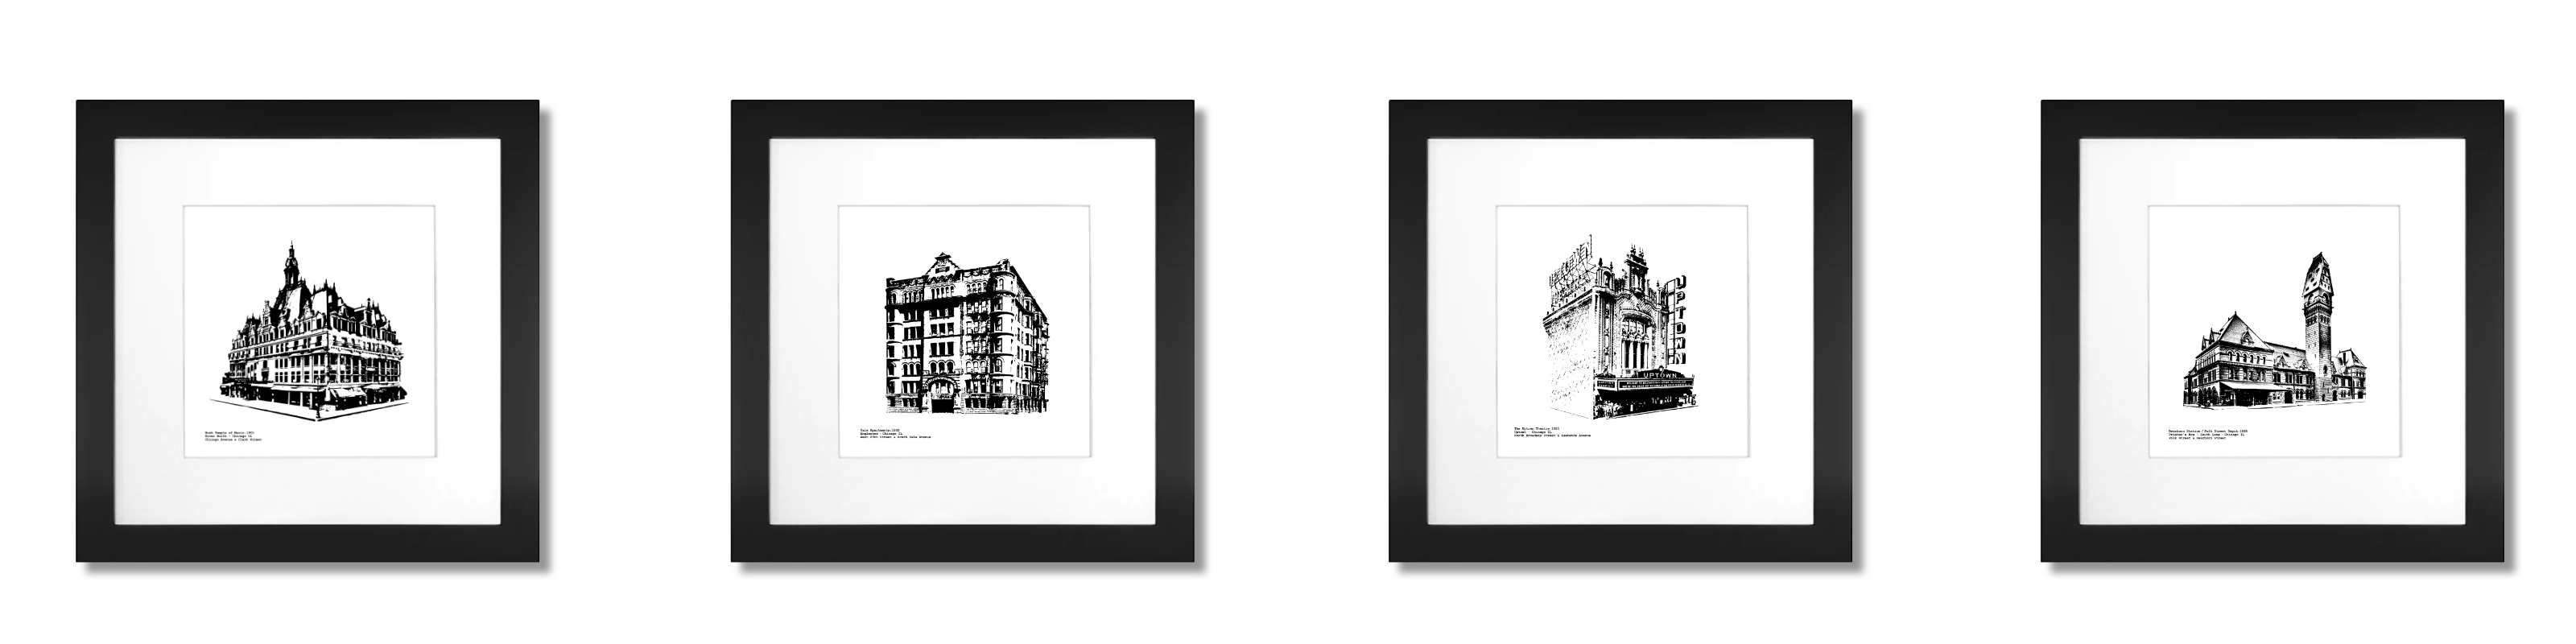 Bush Temple of Music 1901
River North - Chicago IL
Chicago Avenue & Clark Street
Yale Apartments 1892
Englewood - Chicago IL
East 66th Street & South Yale Avenue
UPTOWN
UPTOWN
The Uptown Theatre 1925
Uptown - Chicago IL
North Broadway Street & Lawrence Avenue
Dearborn Station / Polk Street Depot 1885
Printer's Row - South Loop - Chicago IL
Polk Street & Dearborn Street